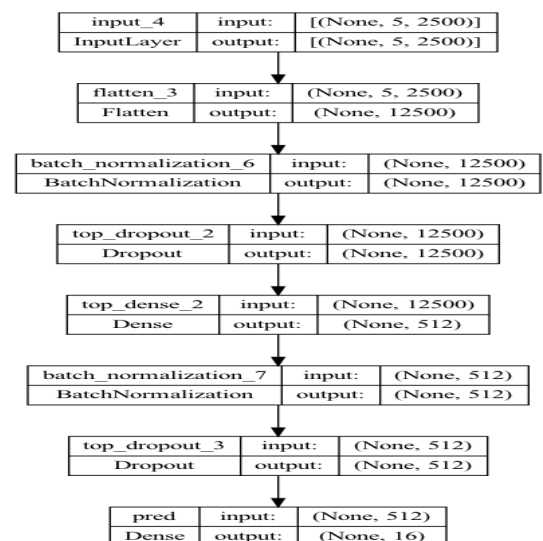 input_4 input: [(None, 5, 2500)]
InputLayer output: [(None, 5, 2500)]
flatten_3 input: (None, 5, 2500)
Flatten output: (None, 12500)
batch_normalization_6 input: (None, 12500)
BatchNormalization output: (None, 12500)
top_dropout_2 input: (None, 12500)
Dropout output: (None, 12500)
top_dense_2 input: (None, 12500)
Dense output: (None, 512)
batch_normalization_7 input: (None, 512)
BatchNormalization output: (None, 512)
top_dropout_3 input: (None, 512)
Dropout output: (None, 512)
pred input: (None, 512)
Dense output: (None, 16)